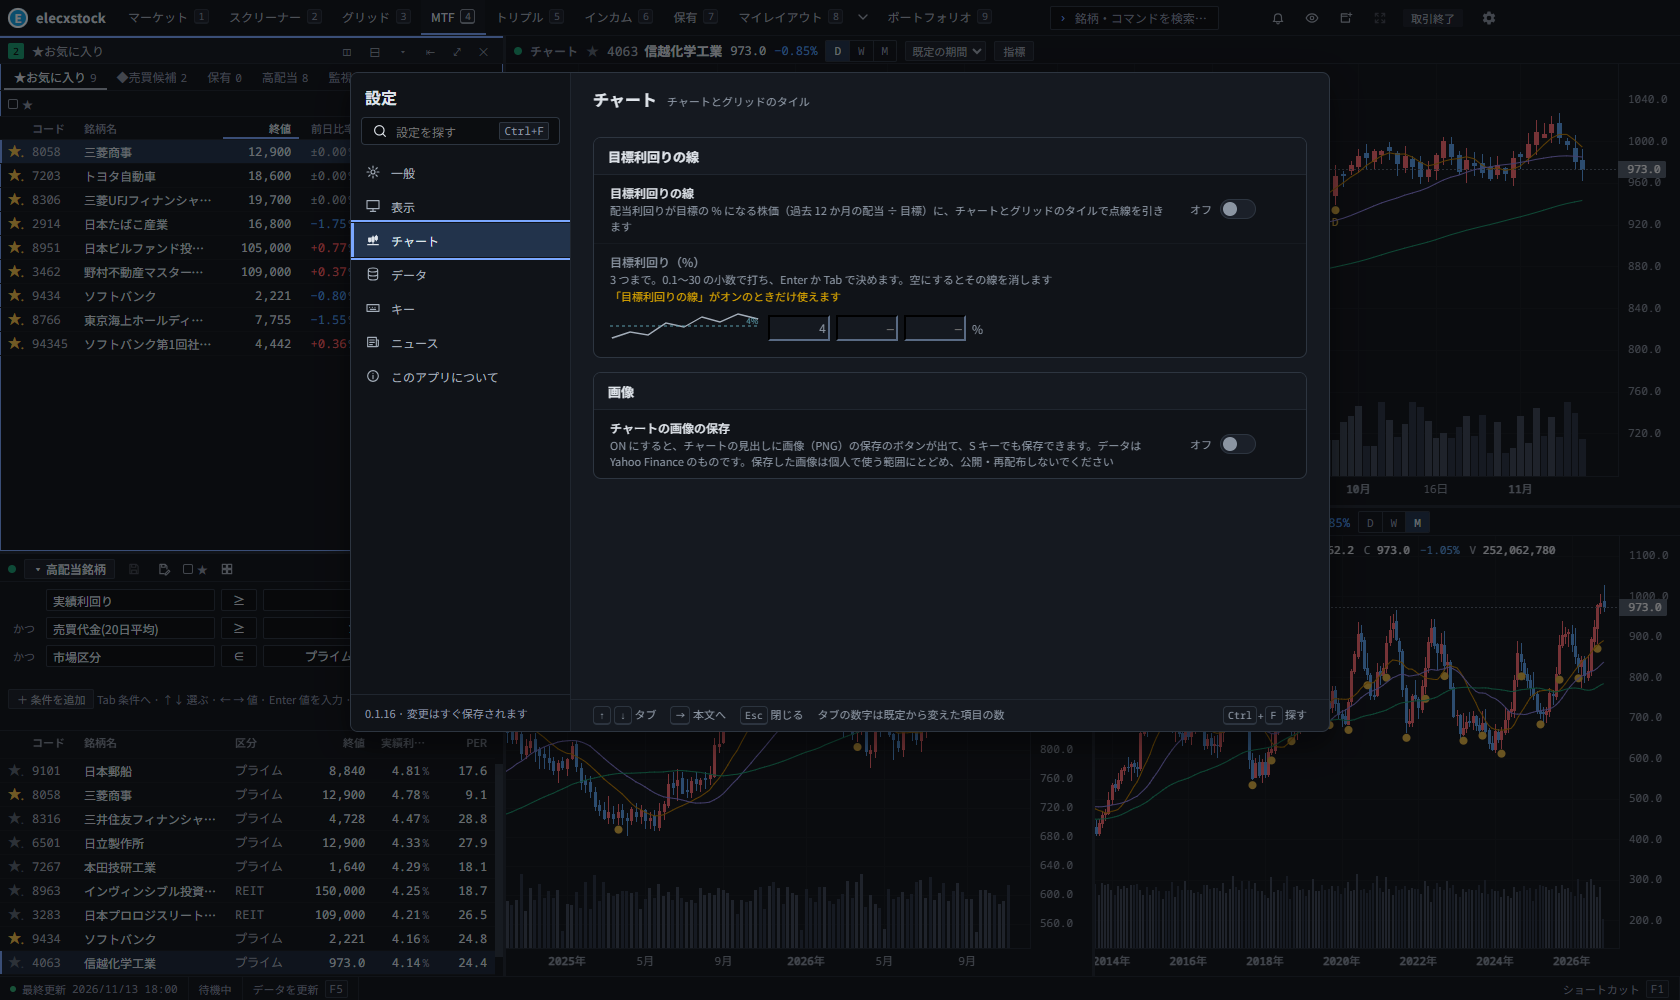 elecxstock マーケット 1 スクリーナー 2 グリッド 3 MTF 4 トリプル 5 インカム 6 保有 7 マイレイアウト 8 ポートフォリオ 9 › 銘柄・コマンドを検索… 取引終了
2 ★お気に入り
★お気に入り 9 ◆売買候補 2 保有 0 高配当 8 監視
コード 銘柄名 終値 前日比率
8058 三菱商事 12,900 ±0.00
7203 トヨタ自動車 18,600 ±0.00
8306 三菱UFJフィナンシャ… 19,700 ±0.00
2914 日本たばこ産業 16,800 −1.75
8951 日本ビルファンド投… 105,000 +0.77
3462 野村不動産マスター… 109,000 +0.37
9434 ソフトバンク 2,221 −0.80
8766 東京海上ホールディ… 7,755 −1.55
94345 ソフトバンク第1回社… 4,442 +0.36
チャート ★ 4063 信越化学工業 973.0 −0.85% D W M 既定の期間 指標
1040.0
1000.0
973.0
960.0
920.0
880.0
840.0
800.0
760.0
720.0
D
10月 16日 11月
設定
設定を探す Ctrl+F
一般
表示
チャート
データ
キー
ニュース
このアプリについて
0.1.16・変更はすぐ保存されます
チャート チャートとグリッドのタイル
目標利回りの線
目標利回りの線
配当利回りが目標の % になる株価（過去 12 か月の配当 ÷ 目標）に、チャートとグリッドのタイルで点線を引き
ます
オフ
目標利回り（%）
3 つまで。0.1〜30 の小数で打ち、Enter か Tab で決めます。空にするとその線を消します
「目標利回りの線」がオンのときだけ使えます
4% 4 – – %
画像
チャートの画像の保存
ON にすると、チャートの見出しに画像（PNG）の保存のボタンが出て、S キーでも保存できます。データは
Yahoo Finance のものです。保存した画像は個人で使う範囲にとどめ、公開・再配布しないでください
オフ
↑ ↓ タブ → 本文へ Esc 閉じる タブの数字は既定から変えた項目の数 Ctrl + F 探す
高配当銘柄 ★
実績利回り ≥
かつ 売買代金(20日平均) ≥
かつ 市場区分 ∈ プライム
＋条件を追加 Tab 条件へ・↑↓ 選ぶ・←→ 値・Enter 値を入力・
コード 銘柄名 区分 終値 実績利… PER
9101 日本郵船 プライム 8,840 4.81% 17.6
8058 三菱商事 プライム 12,900 4.78% 9.1
8316 三井住友フィナンシャ… プライム 4,728 4.47% 28.8
6501 日立製作所 プライム 12,900 4.33% 27.9
7267 本田技研工業 プライム 1,640 4.29% 18.1
8963 インヴィンシブル投資… REIT 150,000 4.25% 18.7
3283 日本プロロジスリート… REIT 109,000 4.21% 26.5
9434 ソフトバンク プライム 2,221 4.16% 24.8
4063 信越化学工業 プライム 973.0 4.14% 24.4
800.0
760.0
720.0
680.0
640.0
600.0
560.0
2025年 5月 9月 2026年 5月 9月
85% D W M
52.2 C 973.0 −1.05% V 252,062,780
1100.0
1000.0
973.0
900.0
800.0
700.0
600.0
500.0
400.0
300.0
200.0
2014年 2016年 2018年 2020年 2022年 2024年 2026年
最終更新 2026/11/13 18:00 待機中 データを更新 F5 ショートカット F1